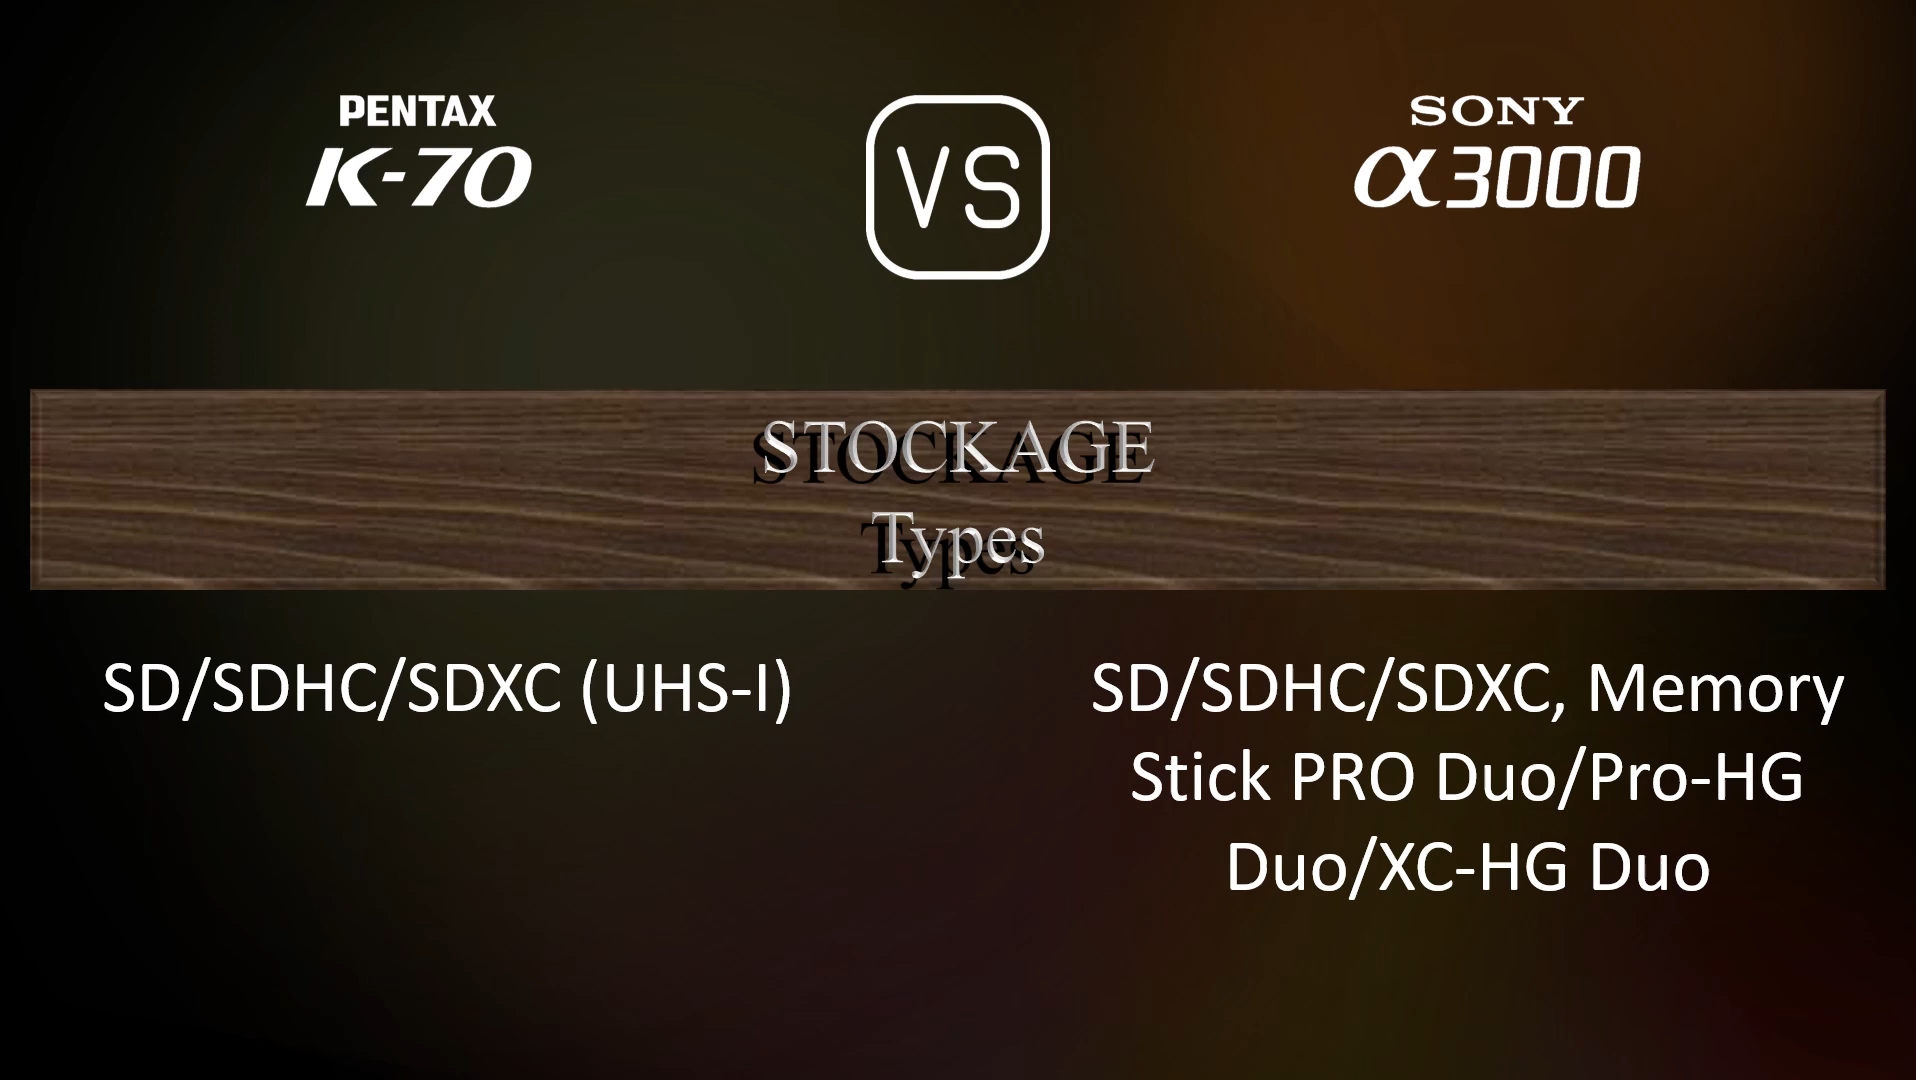 PENTAX
K-70
VS
SONY
α3000
STOCKAGE
Types
SD/SDHC/SDXC (UHS-I)
SD/SDHC/SDXC, Memory
Stick PRO Duo/Pro-HG
Duo/XC-HG Duo